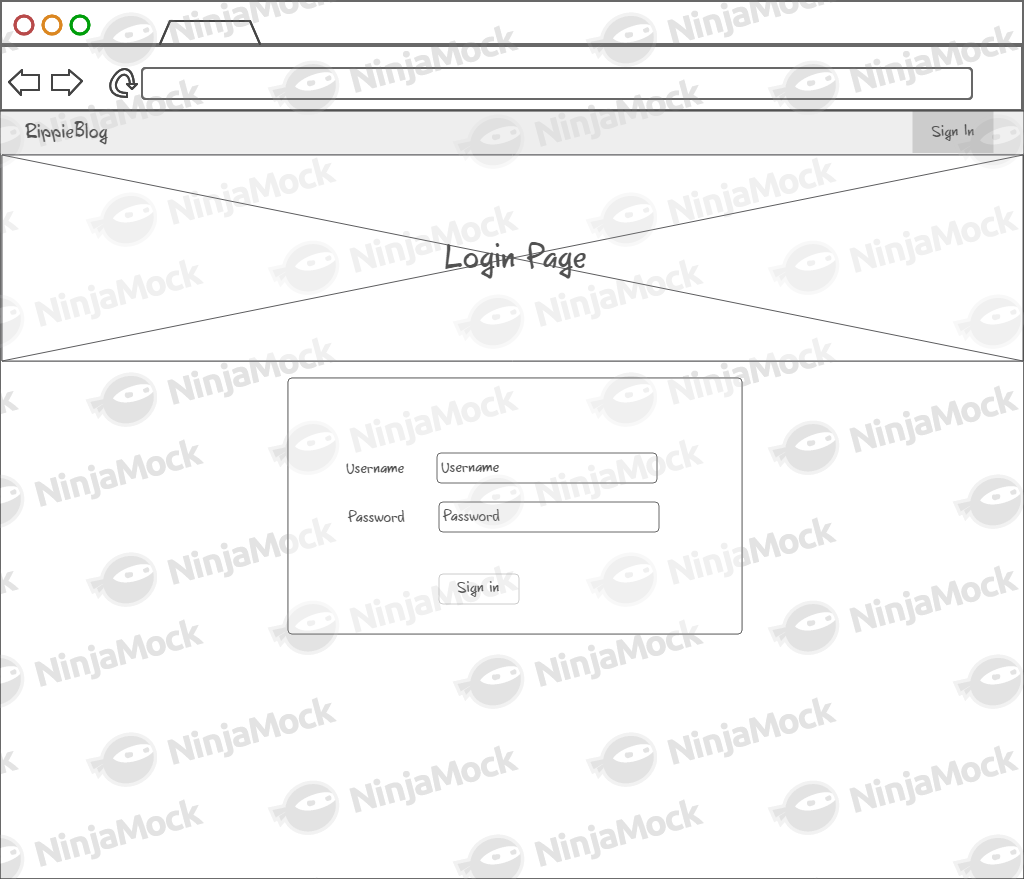 RippieBlog
Sign In
Login Page
Username
Username
Password
Password
Sign in
NinjaMock